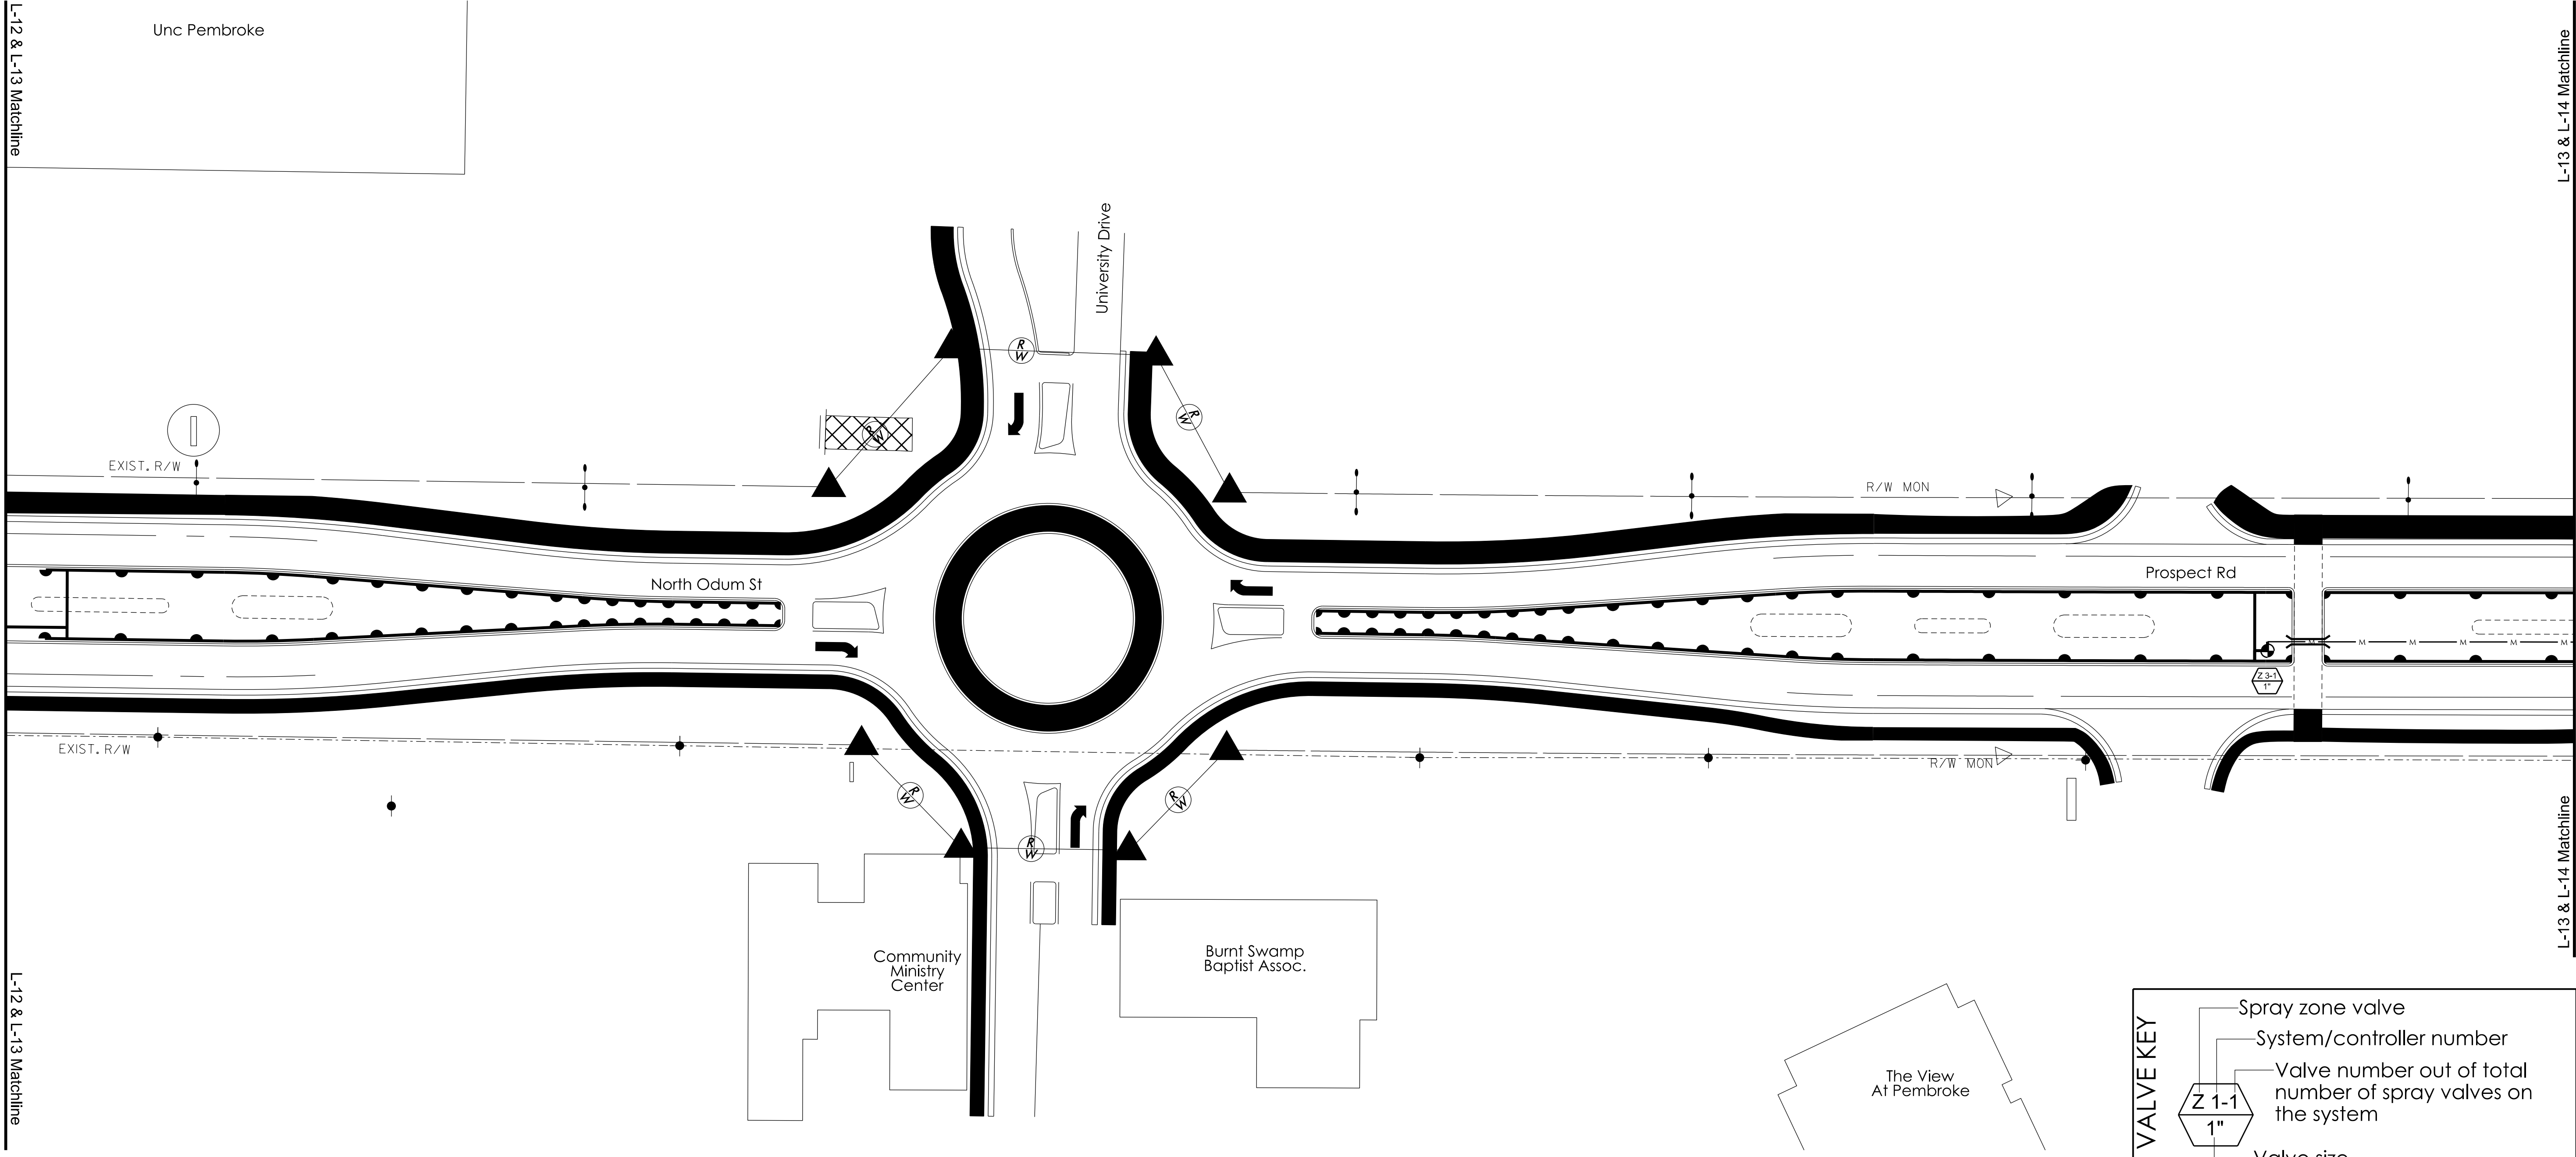 L-12 & L-13 Matchline
Unc Pembroke
L-13 & L-14 Matchline
University Drive
R
W
R
W
R
W
EXIST. R/W
R/W MON
North Odum St
Prospect Rd
M
M
M
M
M
M
Z 3-1
1"
EXIST. R/W
R/W MON
R
W
R
W
R
W
L-12 & L-13 Matchline
Community
Ministry
Center
Burnt Swamp
Baptist Assoc.
The View
At Pembroke
L-13 & L-14 Matchline
VALVE KEY
Spray zone valve
System/controller number
Valve number out of total
number of spray valves on
the system
Z 1-1
1"
Valve size